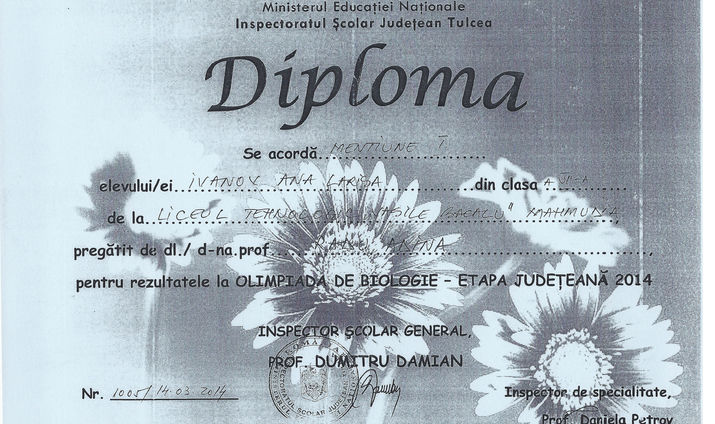 Ministerul Educației Naționale
Inspectoratul Școlar Județean Tulcea
Diploma
Se acordă...MENȚIUNE I
elevului/ei...IVANOV ANA LARISA...din clasa A
de la...LICEUL TEHNOLOGIC "VASILE BACALU" MAHMUDIA,
pregătit de dl./ d-na.prof...,
pentru rezultatele la OLIMPIADA DE BIOLOGIE – ETAPA JUDEȚEANĂ 2014
INSPECTOR ȘCOLAR GENERAL,
PROF. DUMITRU DAMIAN
Nr. 1005/14.03.2014
Inspector de specialitate,
Prof. Daniela Petrov